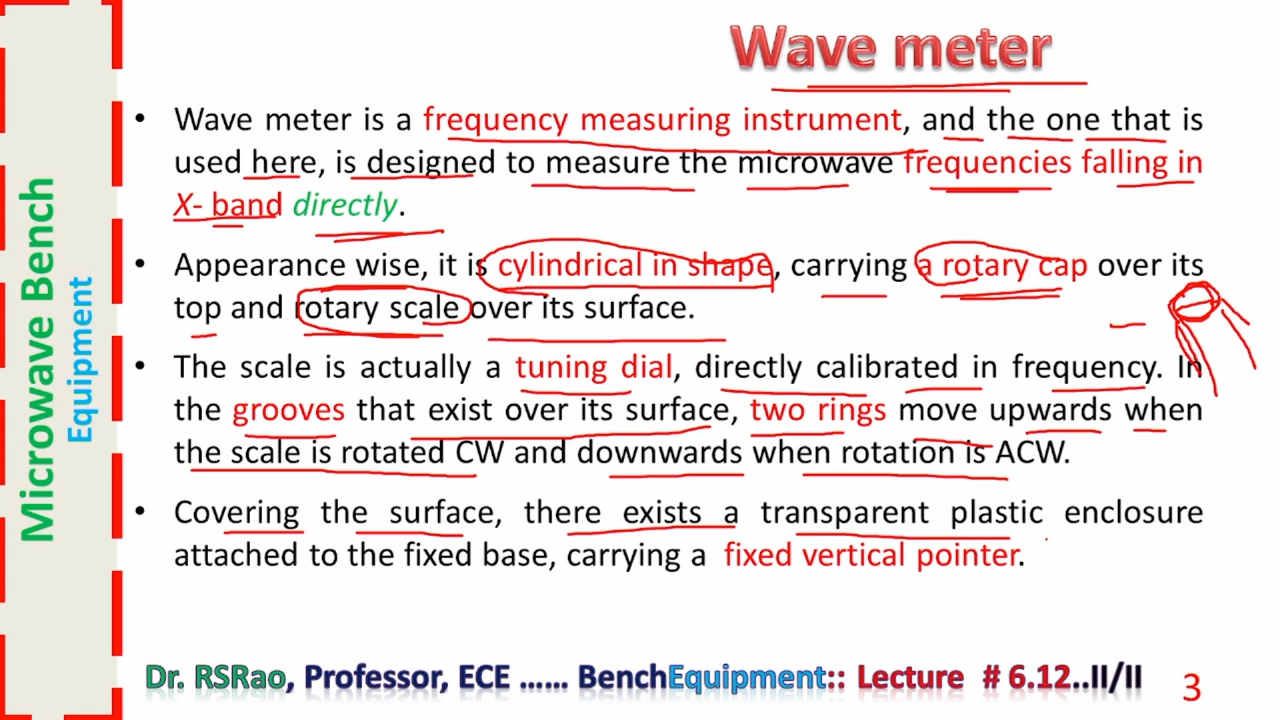 Wave meter
• Wave meter is a frequency measuring instrument, and the one that is
used here, is designed to measure the microwave frequencies falling in
X- band directly.
• Appearance wise, it is cylindrical in shape, carrying a rotary cap over its
top and rotary scale over its surface.
• The scale is actually a tuning dial, directly calibrated in frequency. In
the grooves that exist over its surface, two rings move upwards when
the scale is rotated CW and downwards when rotation is ACW.
• Covering the surface, there exists a transparent plastic enclosure
attached to the fixed base, carrying a fixed vertical pointer.
Microwave Bench
Equipment
Dr. RSRao, Professor, ECE ...... BenchEquipment:: Lecture # 6.12..II/II
3